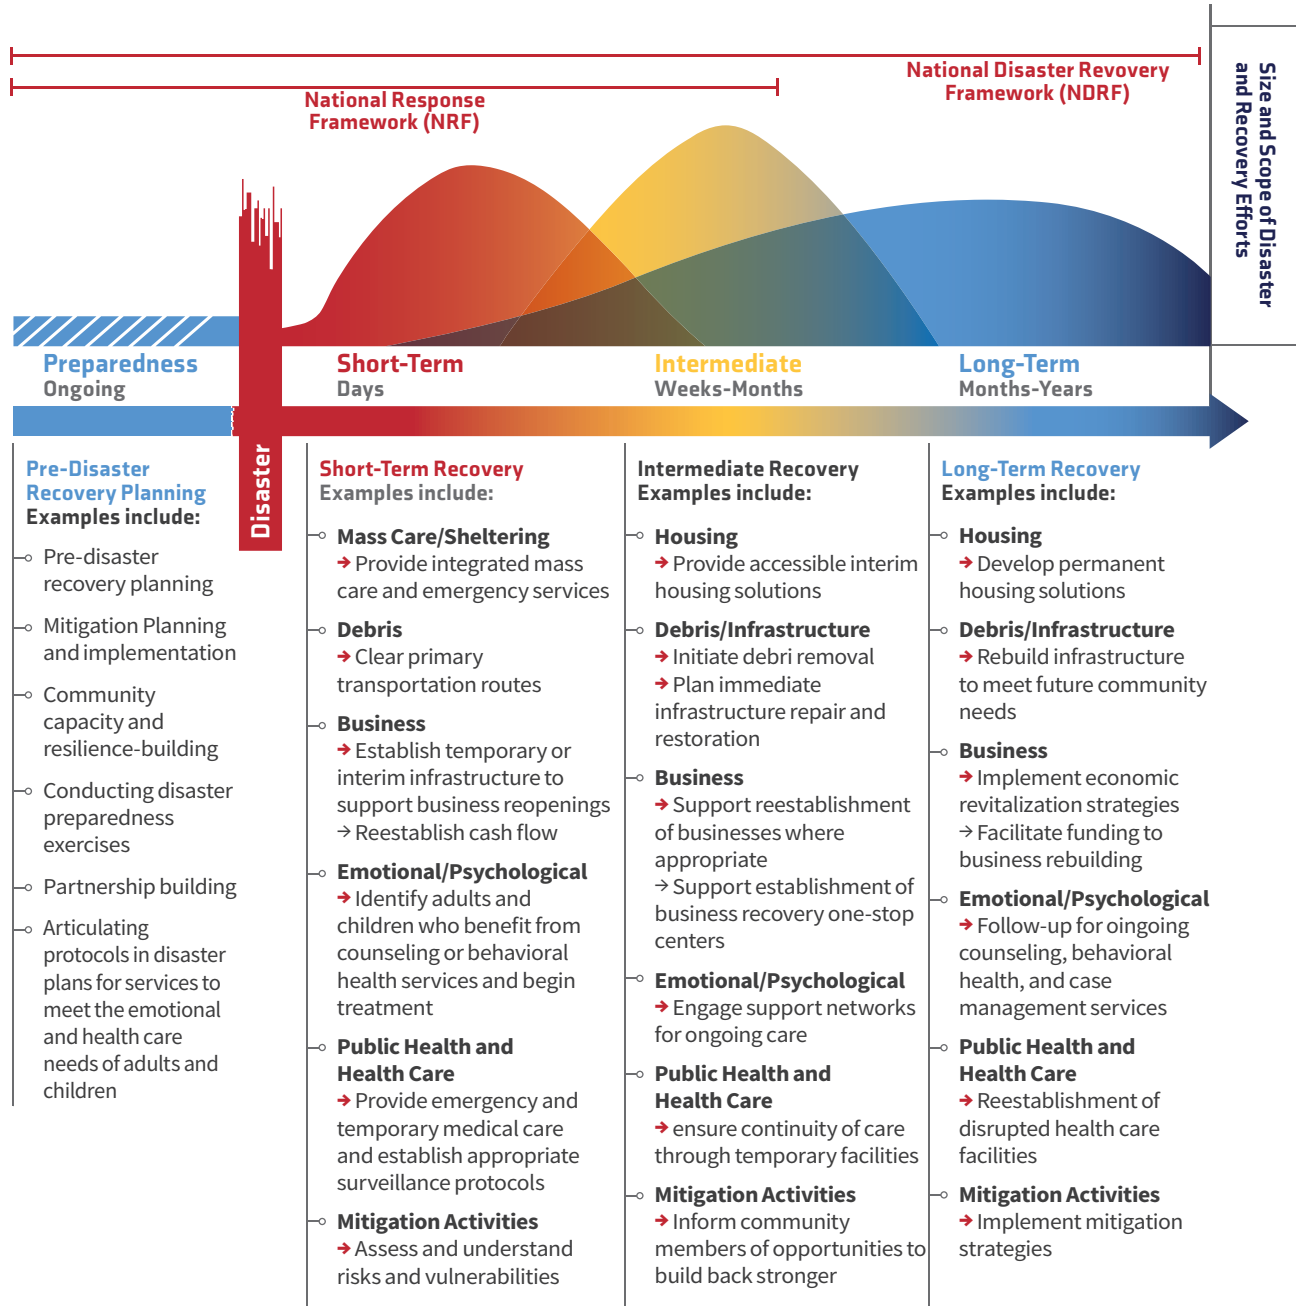 National Disaster Revovery
Framework (NDRF)
National Response
Framework (NRF)
Size and Scope of Disaster
and Recovery Efforts
Preparedness
Ongoing
Short-Term
Days
Intermediate
Weeks-Months
Long-Term
Months-Years
Disaster
Pre-Disaster
Recovery Planning
Examples include:
Pre-disaster
recovery planning
Mitigation Planning
and implementation
Community
capacity and
resilience-building
Conducting disaster
preparedness
exercises
Partnership building
Articulating
protocols in disaster
plans for services to
meet the emotional
and health care
needs of adults and
children
Short-Term Recovery
Examples include:
Mass Care/Sheltering
→ Provide integrated mass
care and emergency services
Debris
→ Clear primary
transportation routes
Business
→ Establish temporary or
interim infrastructure to
support business reopenings
→ Reestablish cash flow
Emotional/Psychological
→ Identify adults and
children who benefit from
counseling or behavioral
health services and begin
treatment
Public Health and
Health Care
→ Provide emergency and
temporary medical care
and establish appropriate
surveillance protocols
Mitigation Activities
→ Assess and understand
risks and vulnerabilities
Intermediate Recovery
Examples include:
Housing
→ Provide accessible interim
housing solutions
Debris/Infrastructure
→ Initiate debri removal
→ Plan immediate
infrastructure repair and
restoration
Business
→ Support reestablishment
of businesses where
appropriate
→ Support establishment of
business recovery one-stop
centers
Emotional/Psychological
→ Engage support networks
for ongoing care
Public Health and
Health Care
→ ensure continuity of care
through temporary facilities
Mitigation Activities
→ Inform community
members of opportunities to
build back stronger
Long-Term Recovery
Examples include:
Housing
→ Develop permanent
housing solutions
Debris/Infrastructure
→ Rebuild infrastructure
to meet future community
needs
Business
→ Implement economic
revitalization strategies
→ Facilitate funding to
business rebuilding
Emotional/Psychological
→ Follow-up for ongoing
counseling, behavioral
health, and case
management services
Public Health and
Health Care
→ Reestablishment of
disrupted health care
facilities
Mitigation Activities
→ Implement mitigation
strategies